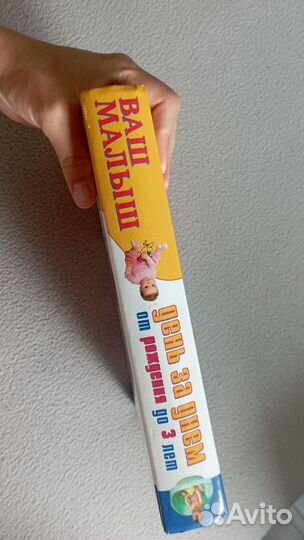 ВАШ
МАЛЫШ
День за днем
от рождения до 3 лет
Avito